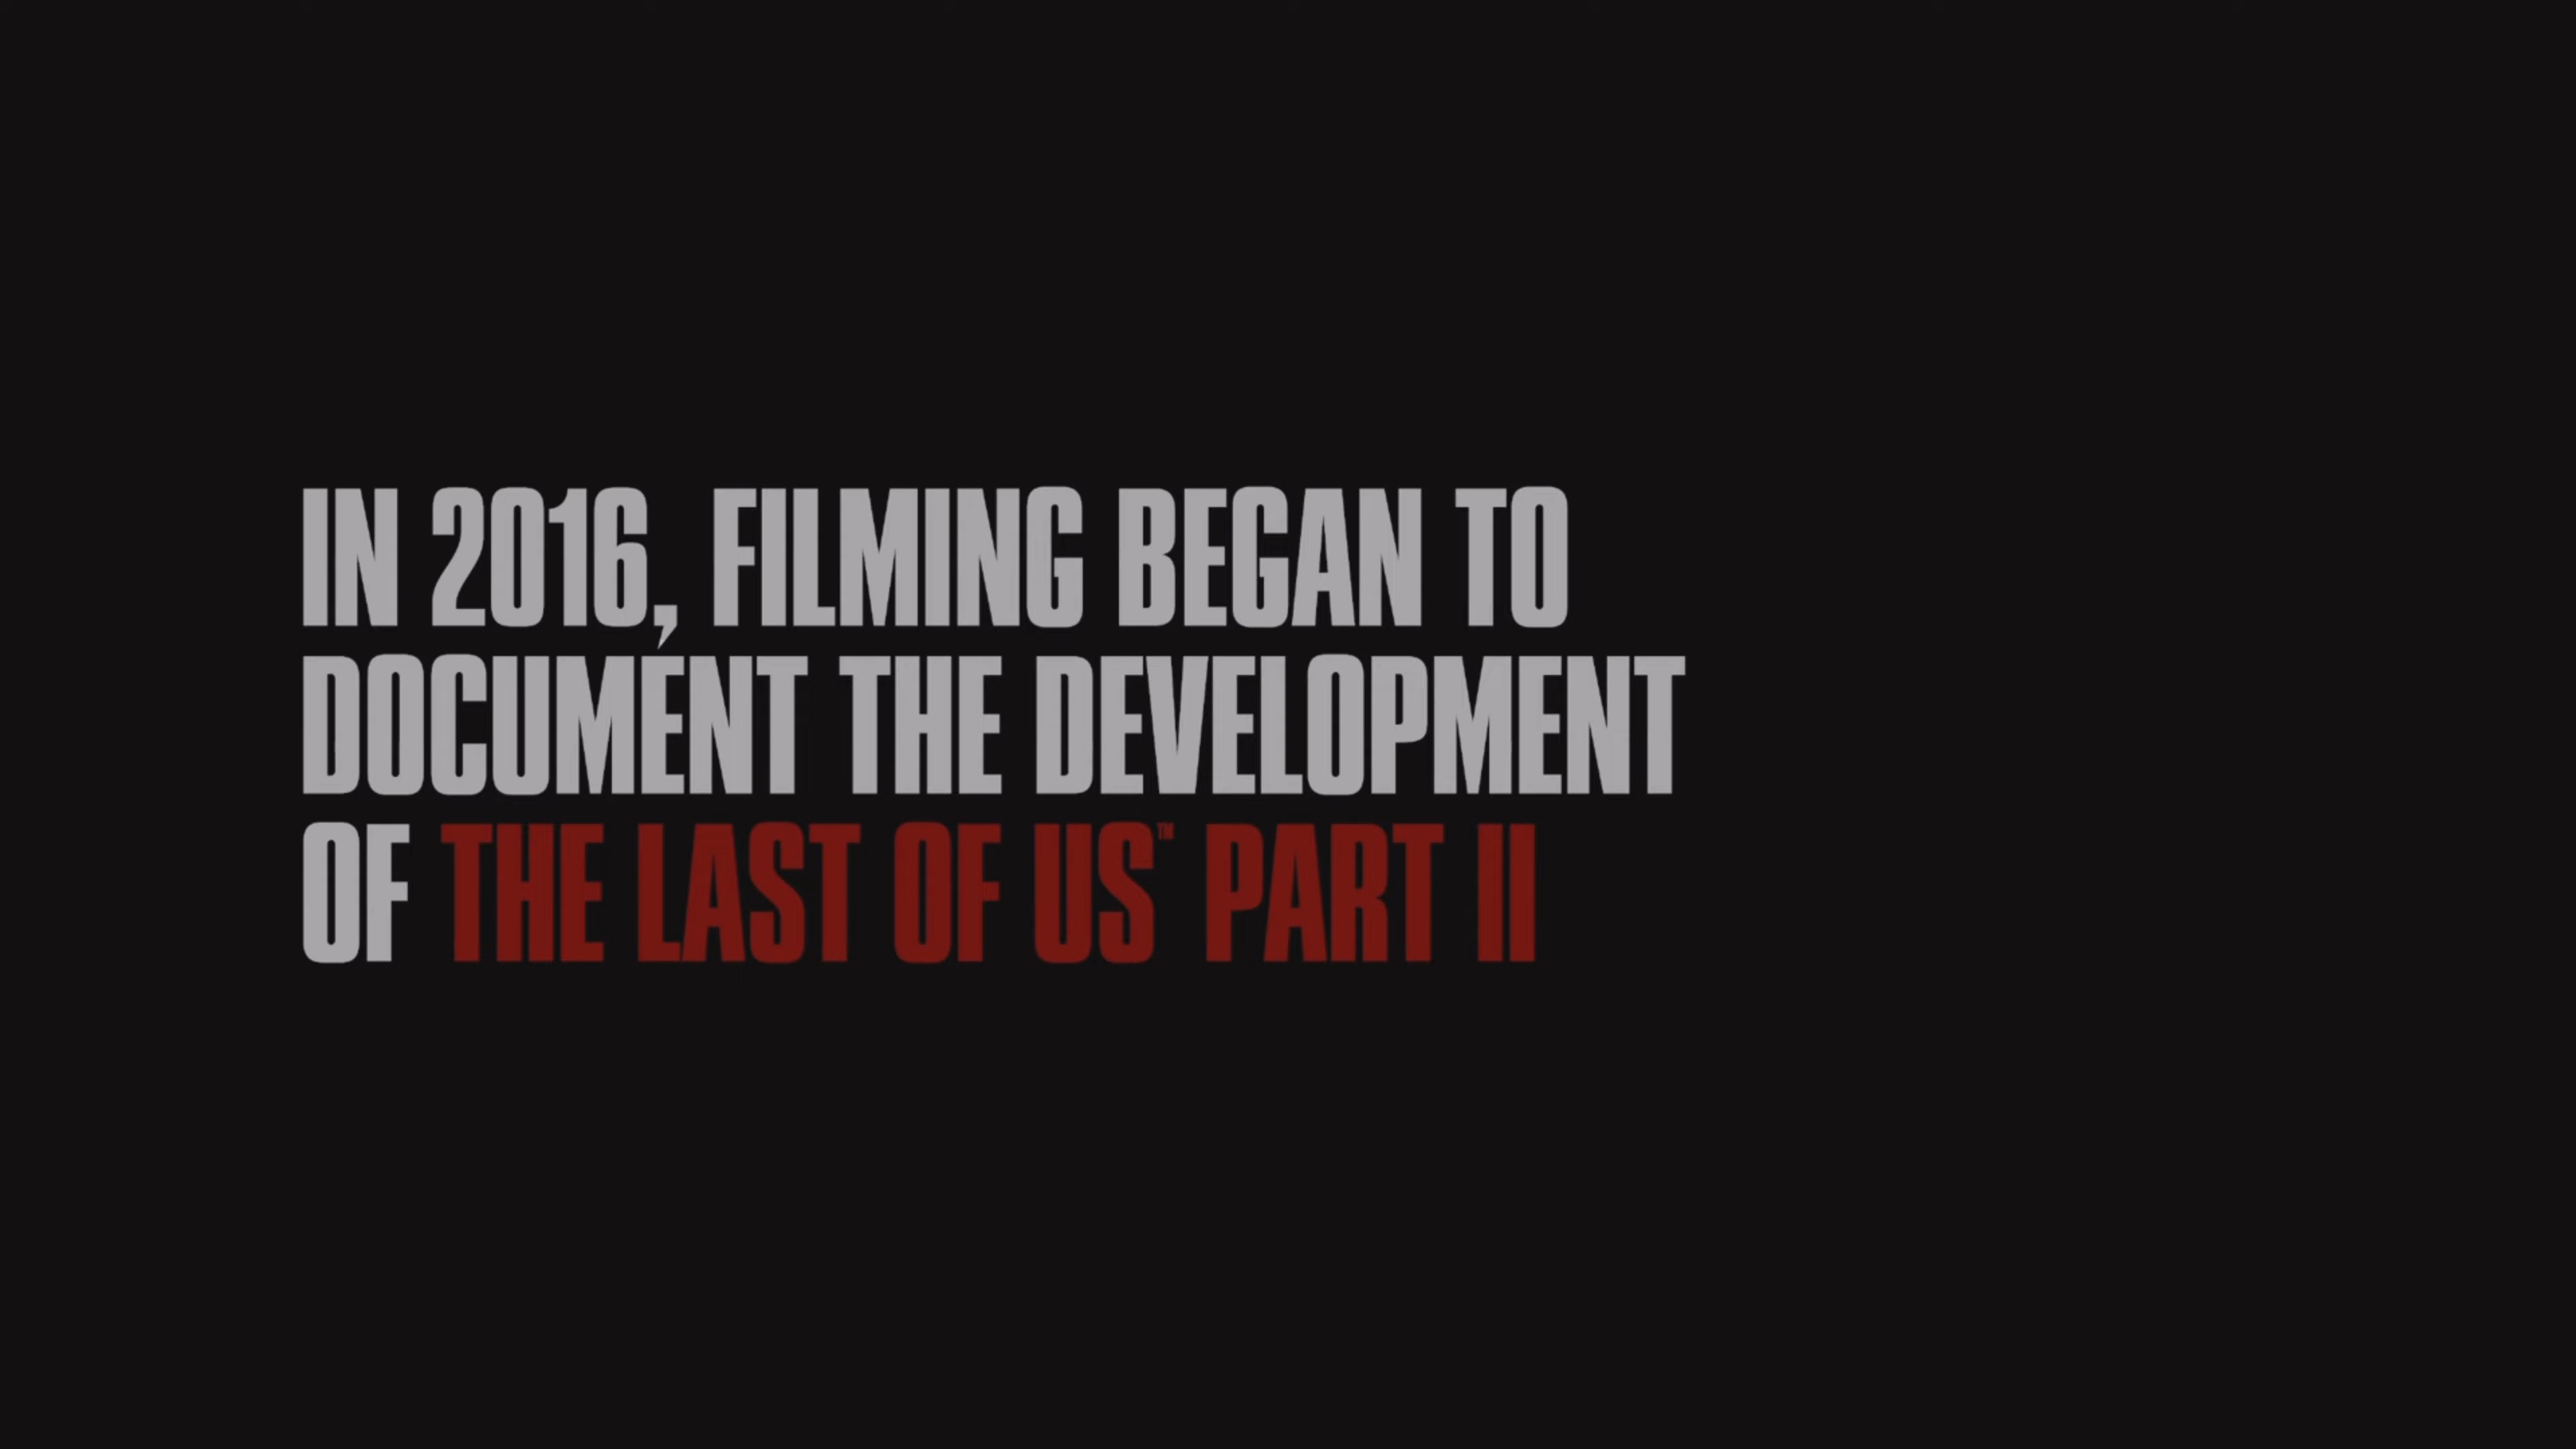 IN 2016, FILMING BEGAN TO
DOCUMENT THE DEVELOPMENT
OF THE LAST OF US™ PART II